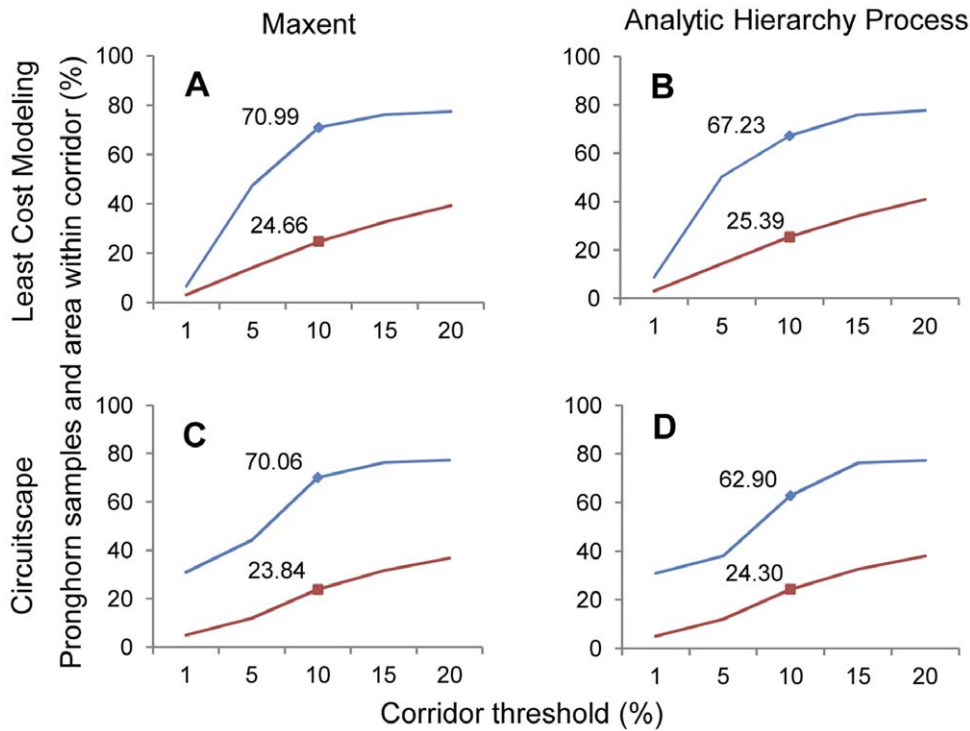 Maxent
Analytic Hierarchy Process
Least Cost Modeling
Circuitscape
Pronghorn samples and area within corridor (%)
A
100
80
60
40
20
0
70.99
24.66
1 5 10 15 20
B
100
80
60
40
20
0
67.23
25.39
1 5 10 15 20
C
100
80
60
40
20
0
70.06
23.84
1 5 10 15 20
D
100
80
60
40
20
0
62.90
24.30
1 5 10 15 20
Corridor threshold (%)